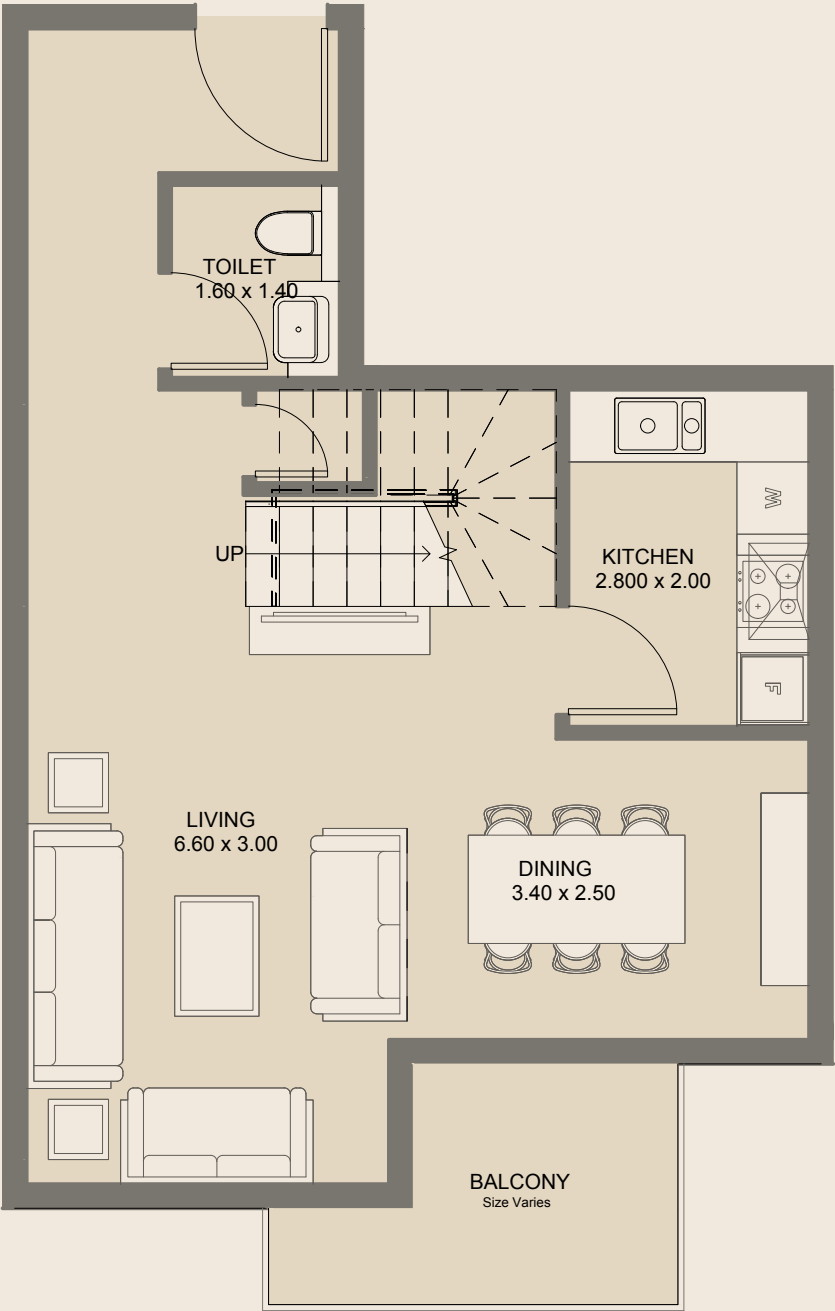 TOILET
1.60 x 1.40
UP
M
KITCHEN
2.800 x 2.00
F
LIVING
6.60 x 3.00
DINING
3.40 x 2.50
BALCONY
Size Varies